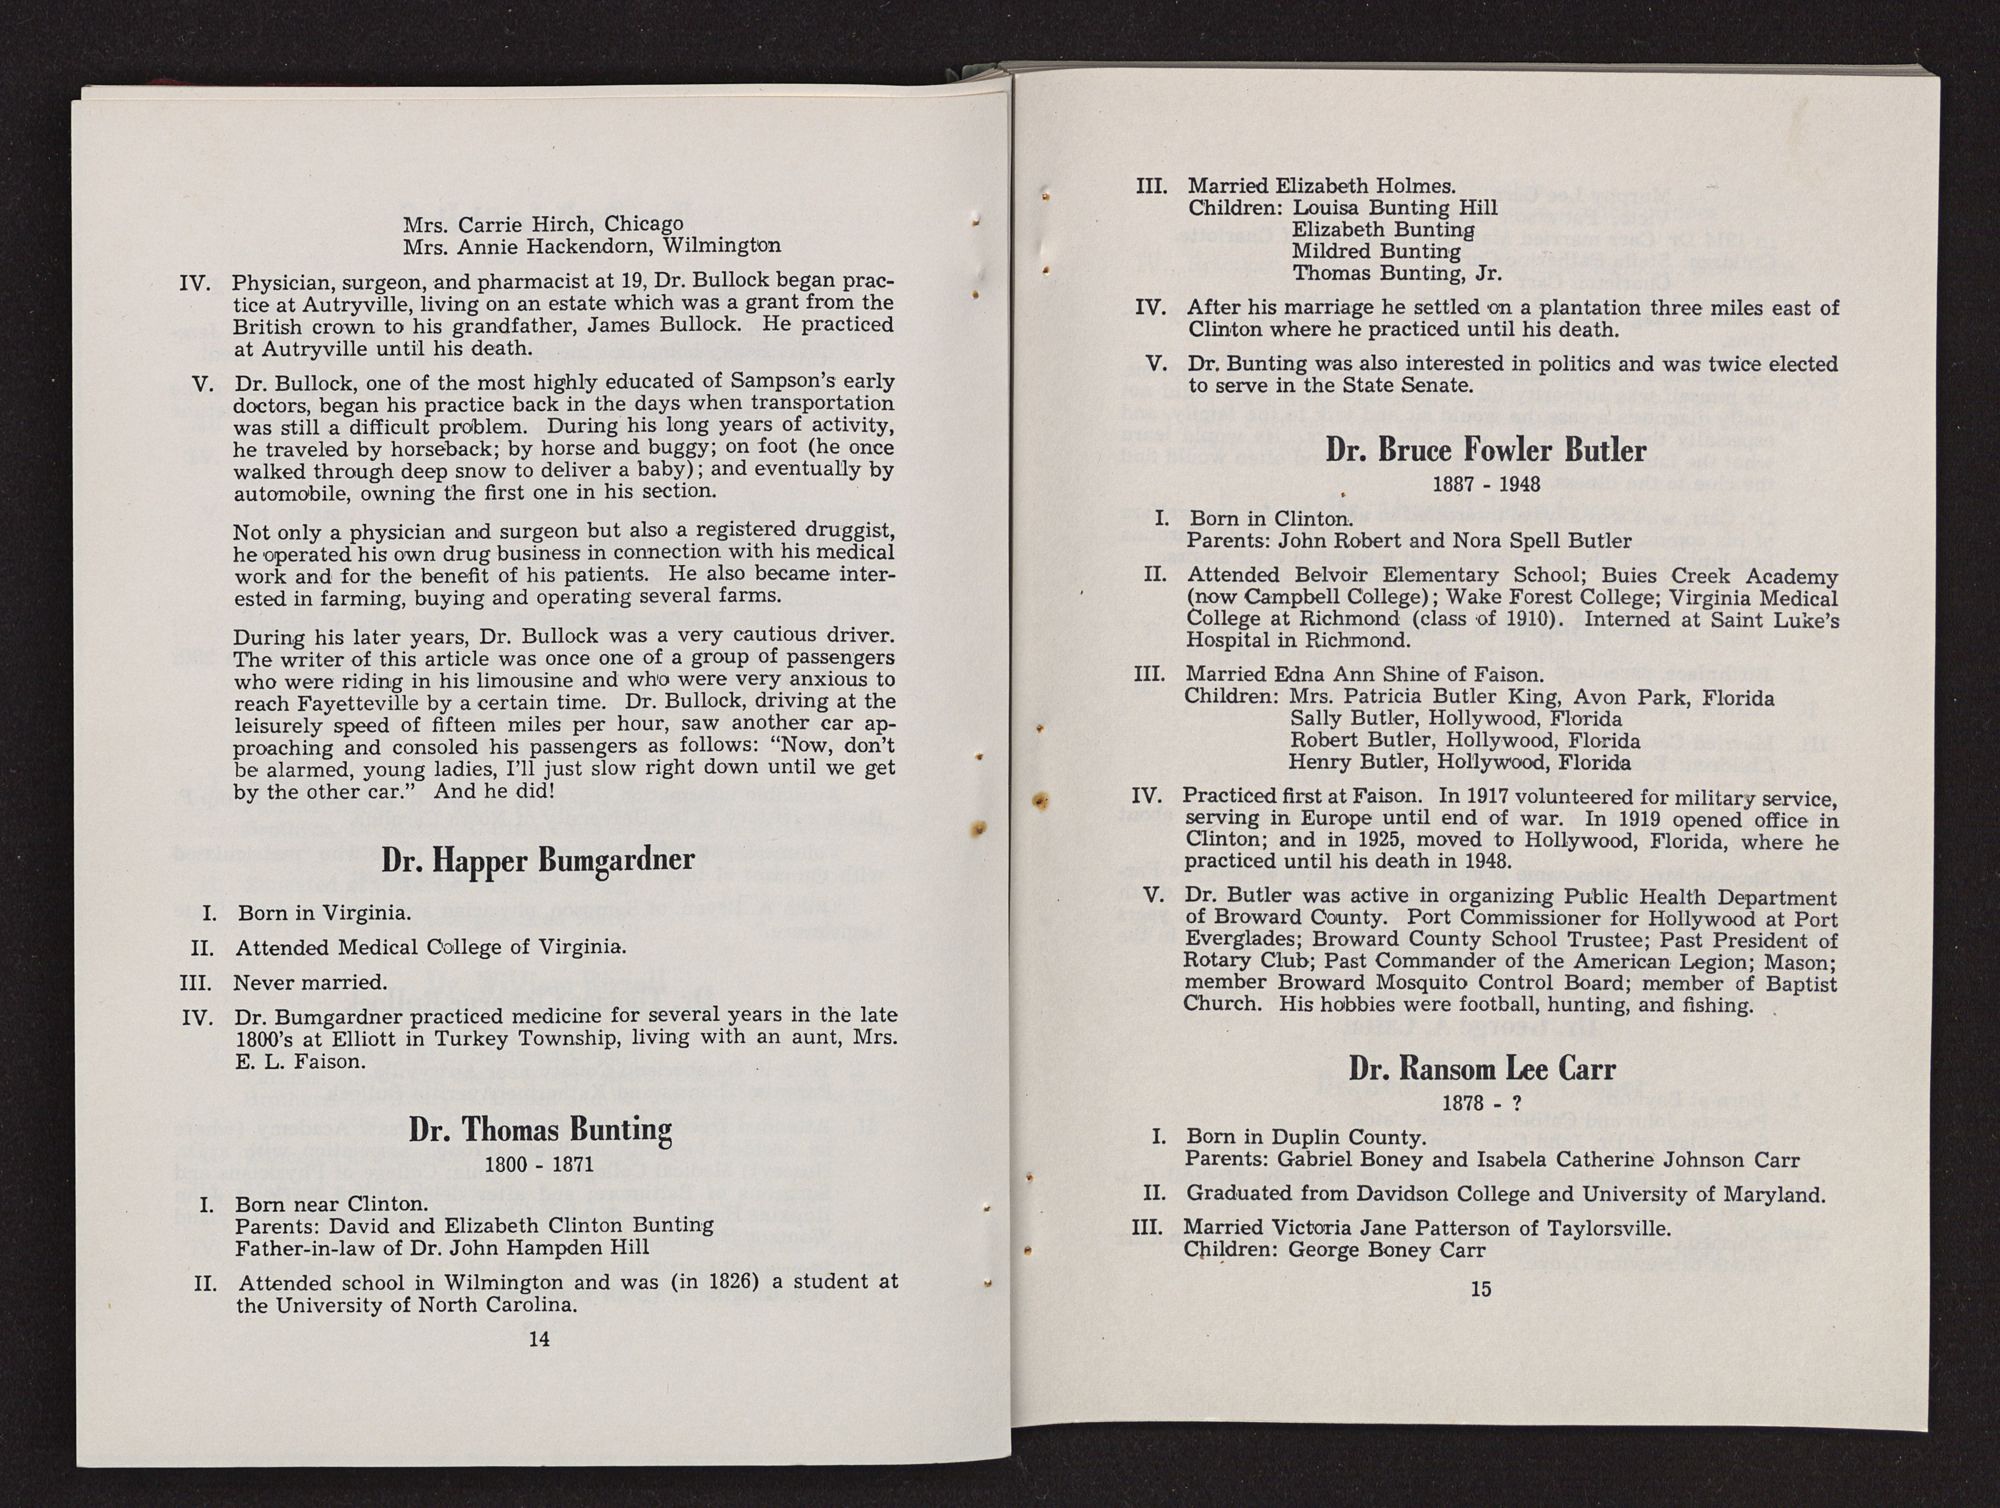 Mrs. Carrie Hirch, Chicago
Mrs. Annie Hackendorn, Wilmington
IV. Physician, surgeon, and pharmacist at 19, Dr. Bullock began prac-
tice at Autryville, living on an estate which was a grant from the
British crown to his grandfather, James Bullock. He practiced
at Autryville until his death.
V. Dr. Bullock, one of the most highly educated of Sampson's early
doctors, began his practice back in the days when transportation
was still a difficult problem. During his long years of activity,
he traveled by horseback; by horse and buggy; on foot (he once
walked through deep snow to deliver a baby); and eventually by
automobile, owning the first one in his section.
Not only a physician and surgeon but also a registered druggist,
he operated his own drug business in connection with his medical
work and for the benefit of his patients. He also became inter-
ested in farming, buying and operating several farms.
During his later years, Dr. Bullock was a very cautious driver.
The writer of this article was once one of a group of passengers
who were riding in his limousine and who were very anxious to
reach Fayetteville by a certain time. Dr. Bullock, driving at the
leisurely speed of fifteen miles per hour, saw another car ap-
proaching and consoled his passengers as follows: "Now, don't
be alarmed, young ladies, I'll just slow right down until we get
by the other car." And he did!
Dr. Happer Bumgardner
I. Born in Virginia.
II. Attended Medical College of Virginia.
III. Never married.
IV. Dr. Bumgardner practiced medicine for several years in the late
1800's at Elliott in Turkey Township, living with an aunt, Mrs.
E. L. Faison.
Dr. Thomas Bunting
1800 - 1871
I. Born near Clinton.
Parents: David and Elizabeth Clinton Bunting
Father-in-law of Dr. John Hampden Hill
II. Attended school in Wilmington and was (in 1826) a student at
the University of North Carolina.
14
III. Married Elizabeth Holmes.
Children: Louisa Bunting Hill
Elizabeth Bunting
Mildred Bunting
Thomas Bunting, Jr.
IV. After his marriage he settled on a plantation three miles east of
Clinton where he practiced until his death.
V. Dr. Bunting was also interested in politics and was twice elected
to serve in the State Senate.
Dr. Bruce Fowler Butler
1887 - 1948
I. Born in Clinton.
Parents: John Robert and Nora Spell Butler
II. Attended Belvoir Elementary School; Buies Creek Academy
(now Campbell College); Wake Forest College; Virginia Medical
College at Richmond (class of 1910). Interned at Saint Luke's
Hospital in Richmond.
III. Married Edna Ann Shine of Faison.
Children: Mrs. Patricia Butler King, Avon Park, Florida
Sally Butler, Hollywood, Florida
Robert Butler, Hollywood, Florida
Henry Butler, Hollywood, Florida
IV. Practiced first at Faison. In 1917 volunteered for military service,
serving in Europe until end of war. In 1919 opened office in
Clinton; and in 1925, moved to Hollywood, Florida, where he
practiced until his death in 1948.
V. Dr. Butler was active in organizing Public Health Department
of Broward County. Port Commissioner for Hollywood at Port
Everglades; Broward County School Trustee; Past President of
Rotary Club; Past Commander of the American Legion; Mason;
member Broward Mosquito Control Board; member of Baptist
Church. His hobbies were football, hunting, and fishing.
Dr. Ransom Lee Carr
1878 - ?
I. Born in Duplin County.
Parents: Gabriel Boney and Isabela Catherine Johnson Carr
II. Graduated from Davidson College and University of Maryland.
III. Married Victoria Jane Patterson of Taylorsville.
Children: George Boney Carr
15